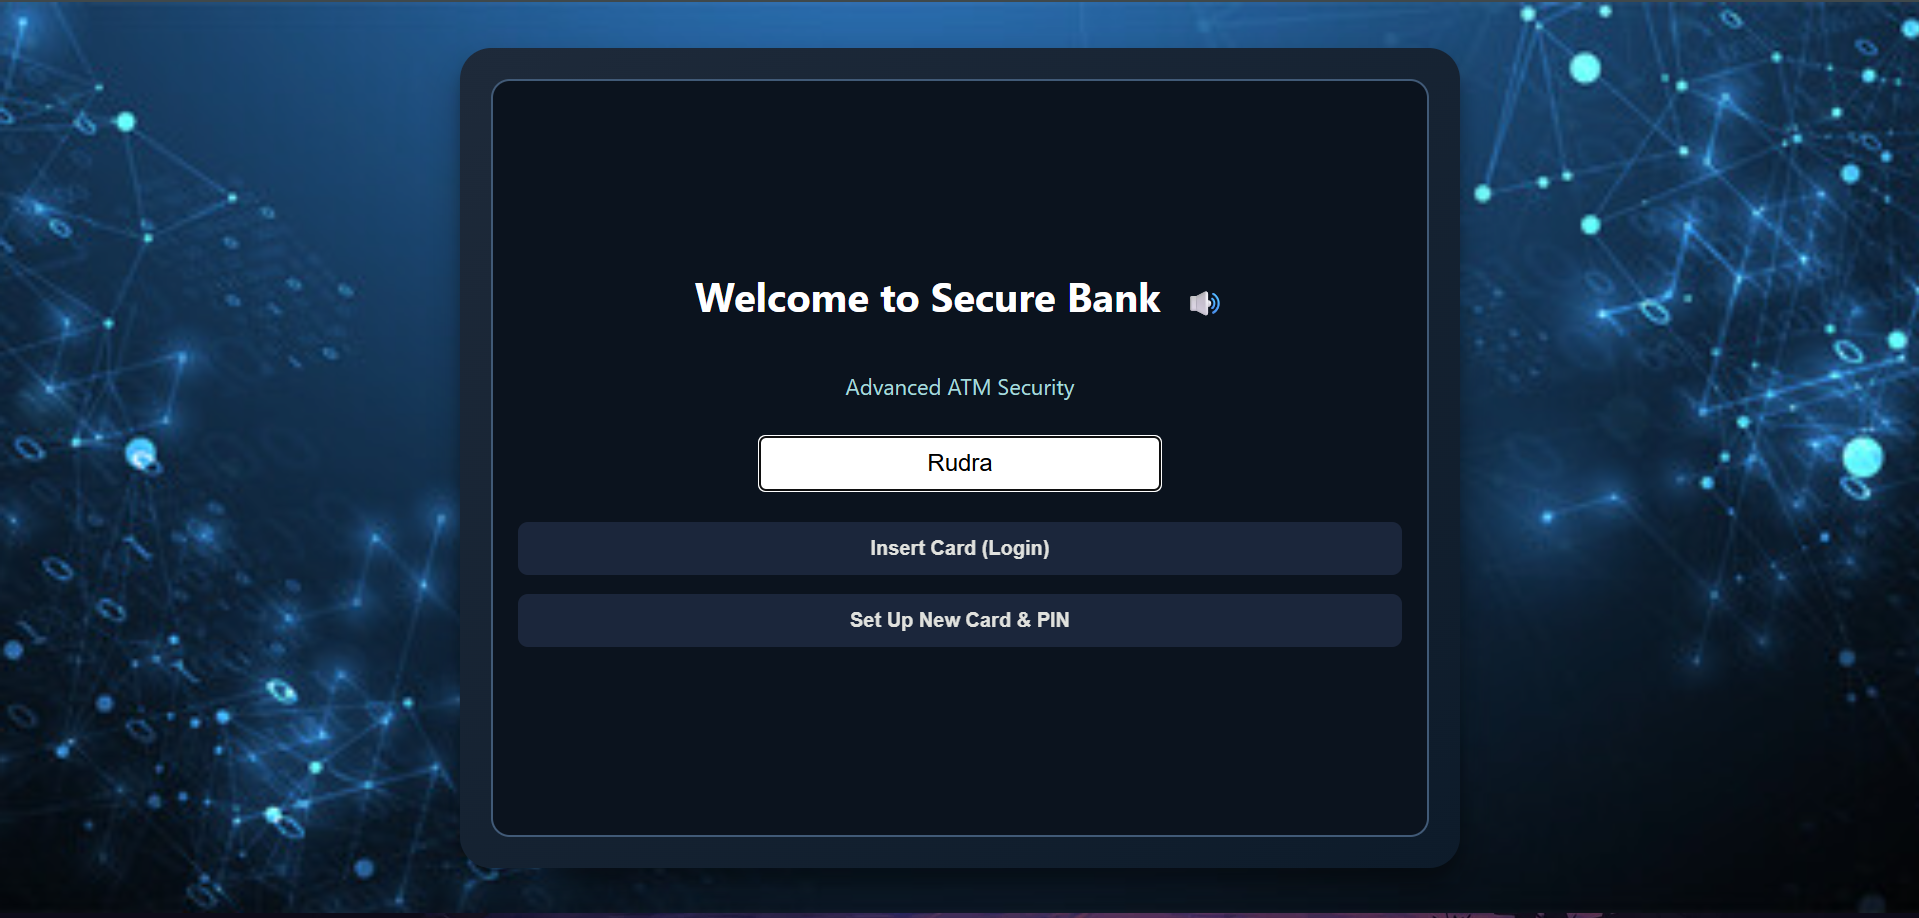 Welcome to Secure Bank
Advanced ATM Security
Rudra
Insert Card (Login)
Set Up New Card & PIN